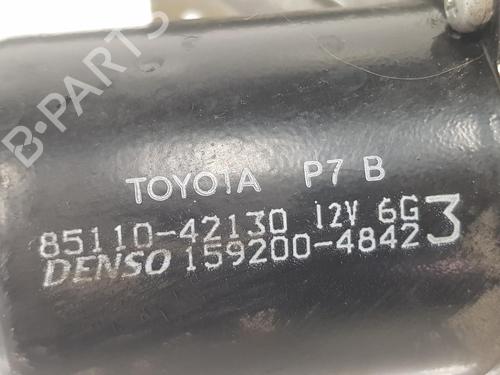 B-PARTS
TOYOTA P7 B
85110-42130 12V 6G 3
DENSO 159200-4842